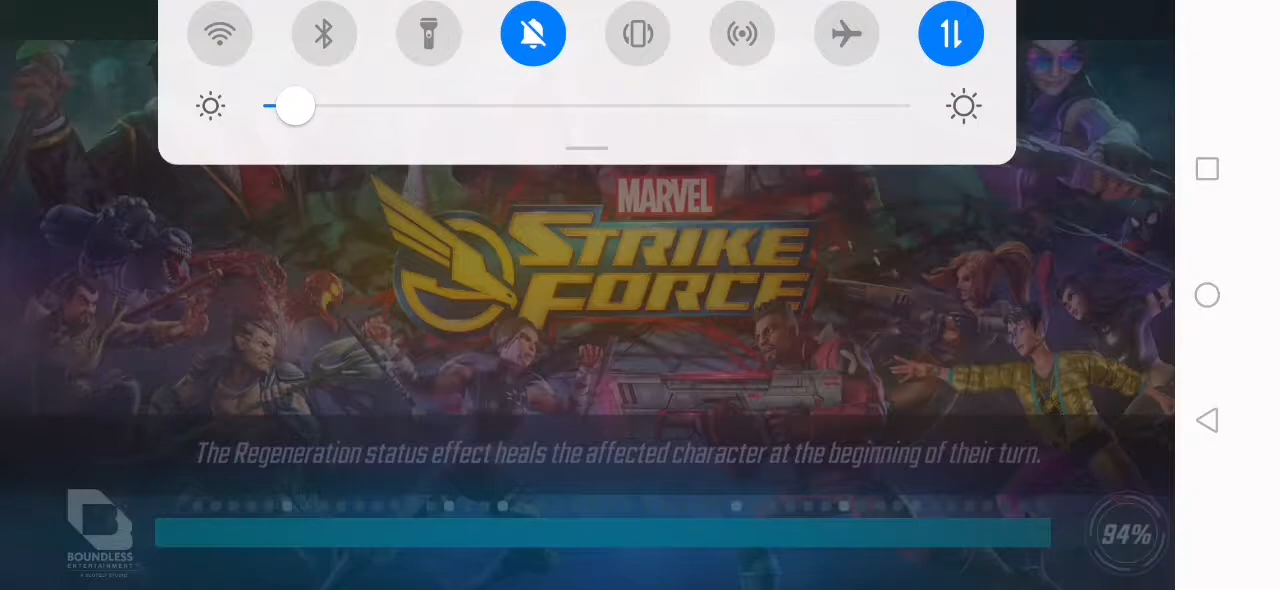 MARVEL
STRIKE
FORCE
The Regeneration status effect heals the affected character at the beginning of their turn.
BOUNDLESS
ENTERTAINMENT
94%